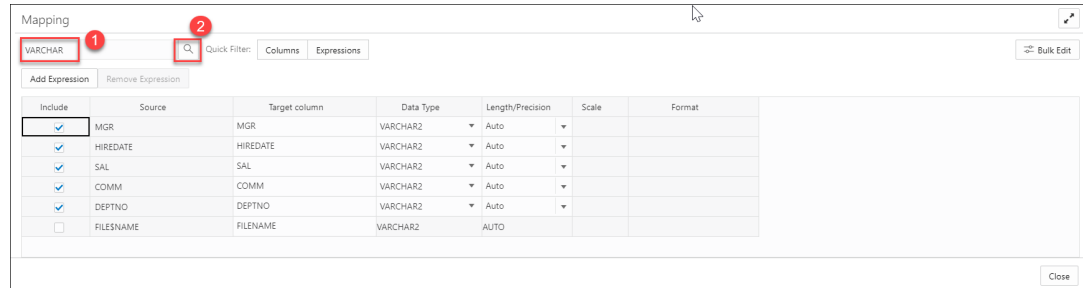 Mapping
1
2
VARCHAR Quick Filter: Columns Expressions Bulk Edit
Add Expression Remove Expression
Include Source Target column Data Type Length/Precision Scale Format
MGR MGR VARCHAR2 Auto
HIREDATE HIREDATE VARCHAR2 Auto
SAL SAL VARCHAR2 Auto
COMM COMM VARCHAR2 Auto
DEPTNO DEPTNO VARCHAR2 Auto
FILE$NAME FILENAME VARCHAR2 AUTO
Close